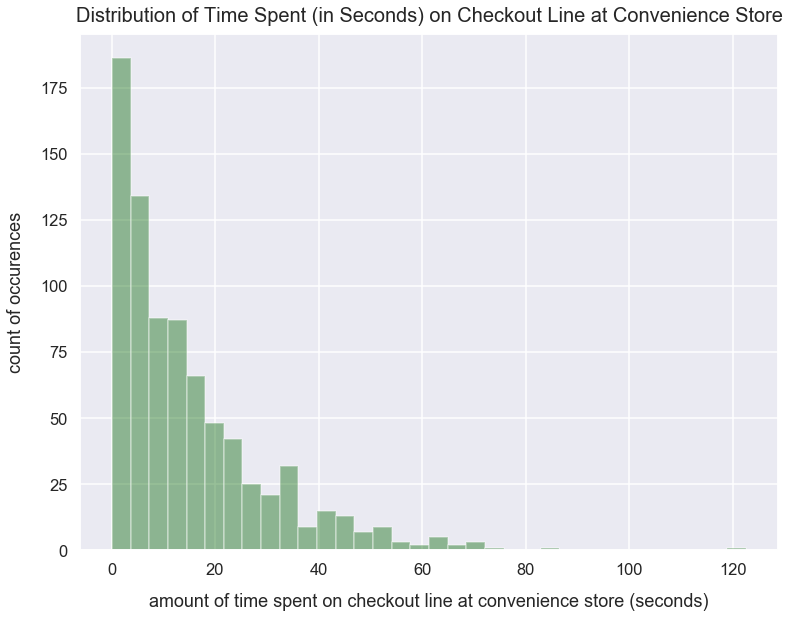 Distribution of Time Spent (in Seconds) on Checkout Line at Convenience Store
175
150
125
100
75
50
25
0
count of occurences
0 20 40 60 80 100 120
amount of time spent on checkout line at convenience store (seconds)